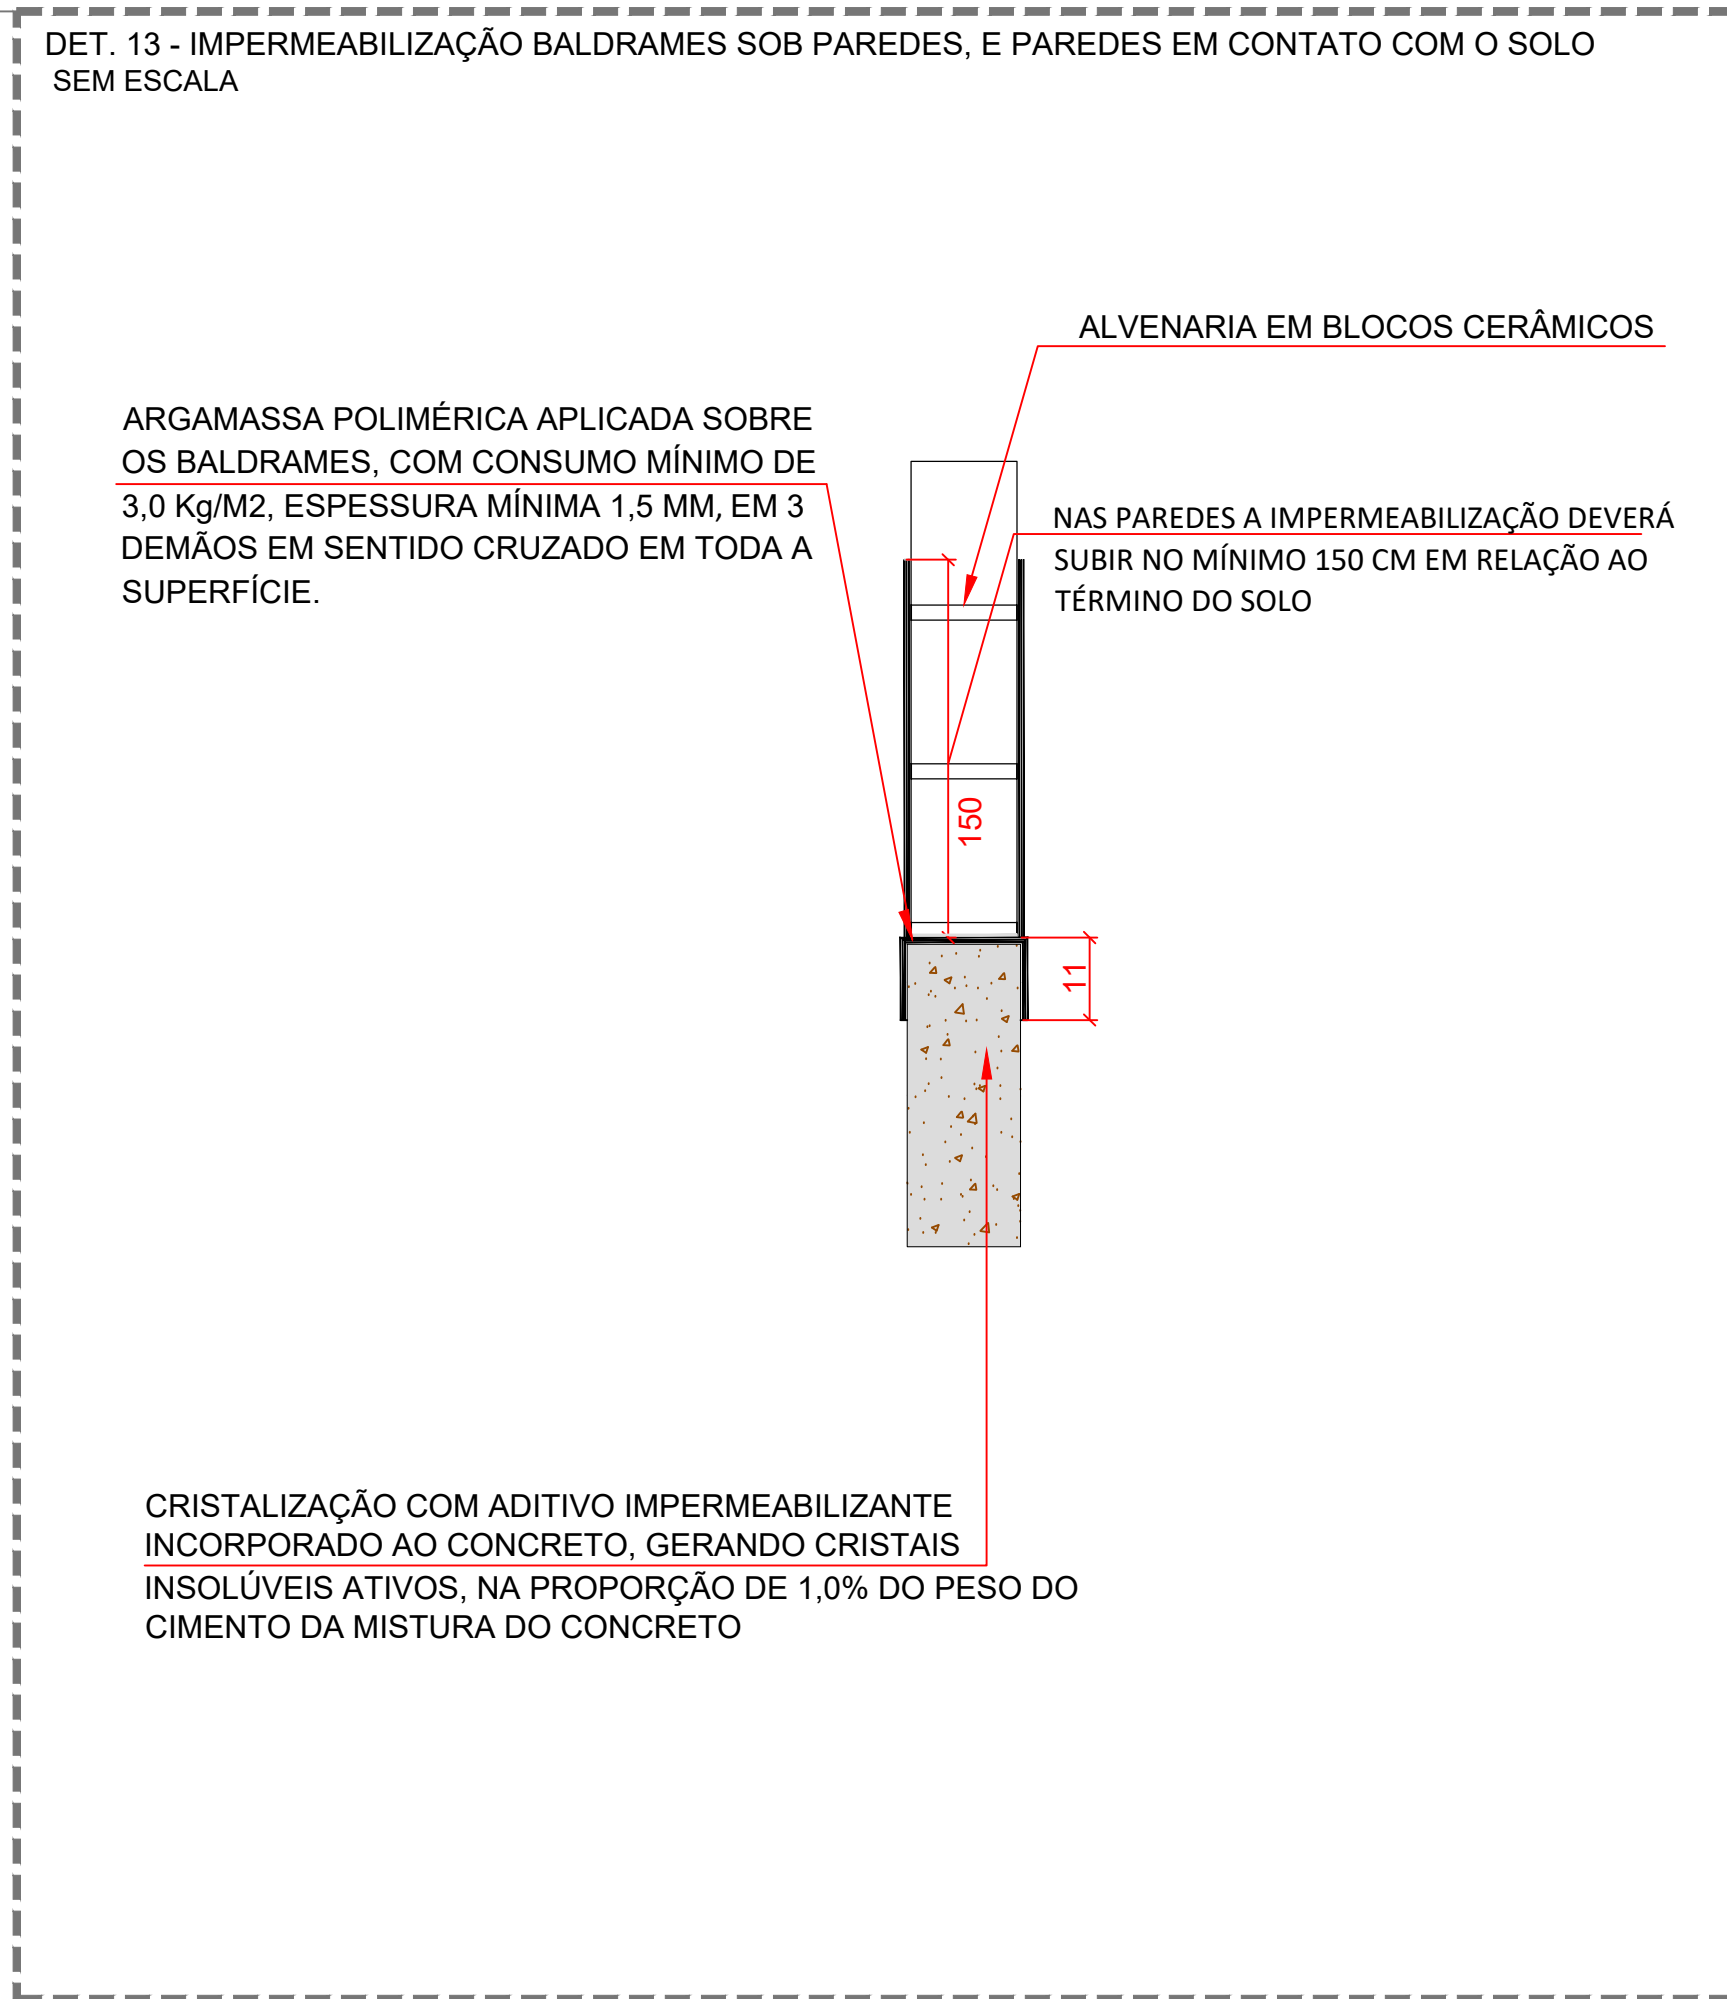 DET. 13 - IMPERMEABILIZAÇÃO BALDRAMES SOB PAREDES, E PAREDES EM CONTATO COM O SOLO
SEM ESCALA
ALVENARIA EM BLOCOS CERÂMICOS
ARGAMASSA POLIMÉRICA APLICADA SOBRE
OS BALDRAMES, COM CONSUMO MÍNIMO DE
3,0 Kg/M2, ESPESSURA MÍNIMA 1,5 MM, EM 3
DEMÃOS EM SENTIDO CRUZADO EM TODA A
SUPERFÍCIE.
NAS PAREDES A IMPERMEABILIZAÇÃO DEVERÁ
SUBIR NO MÍNIMO 150 CM EM RELAÇÃO AO
TÉRMINO DO SOLO
150
11
CRISTALIZAÇÃO COM ADITIVO IMPERMEABILIZANTE
INCORPORADO AO CONCRETO, GERANDO CRISTAIS
INSOLÚVEIS ATIVOS, NA PROPORÇÃO DE 1,0% DO PESO DO
CIMENTO DA MISTURA DO CONCRETO